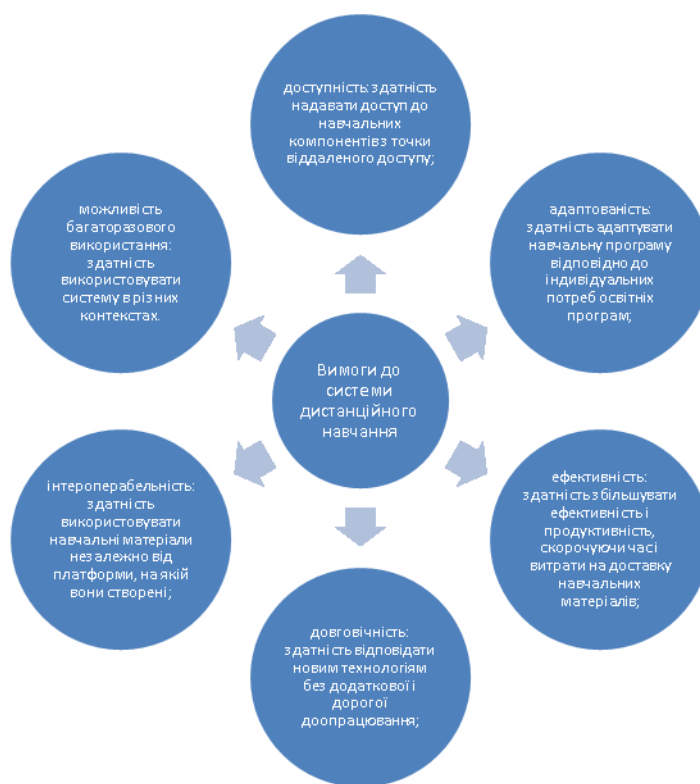 доступність: здатність
надавати доступ до
навчальних
компонентів з точки
віддаленого доступу;
можливість
багаторазового
використання:
здатність
використовувати
систему в різних
контекстах.
адаптованість:
здатність адаптувати
навчальну програму
відповідно до
індивідуальних
потреб освітніх
програм;
Вимоги до
системи
дистанційного
навчання
інтероперабельність:
здатність
використовувати
навчальні матеріали
незалежно від
платформи, на якій
вони створені;
ефективність:
здатність збільшувати
ефективність і
продуктивність,
скорочуючи час і
витрати на доставку
навчальних
матеріалів;
довговічність:
здатність відповідати
новим технологіям
без додаткової і
дорогої
доопрацювання;